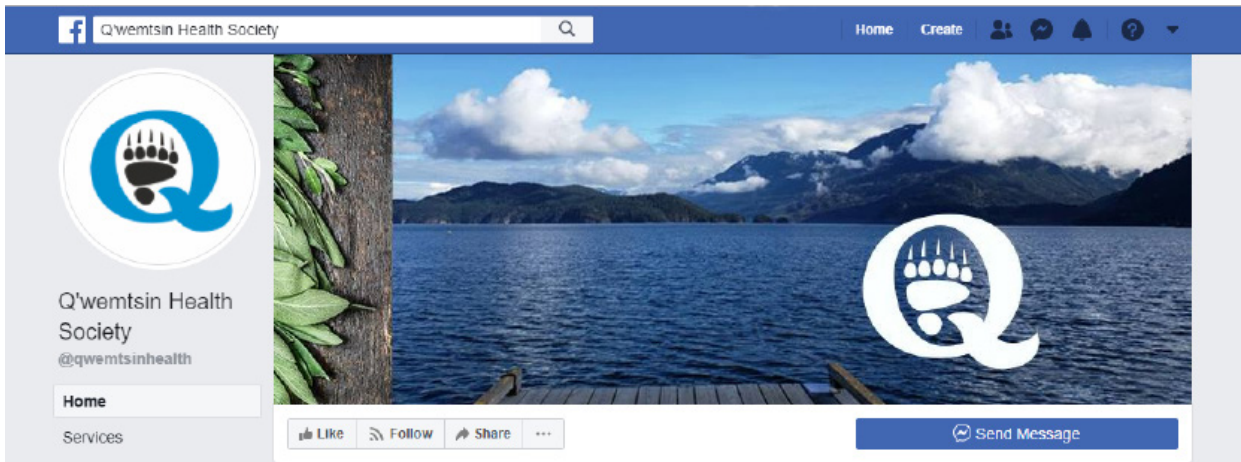 Q'wemtsin Health Society
Home Create
Q
Q'wemtsin Health
Society
@qwemtsinhealth
Home
Services
Q
Like Follow Share ...
Send Message